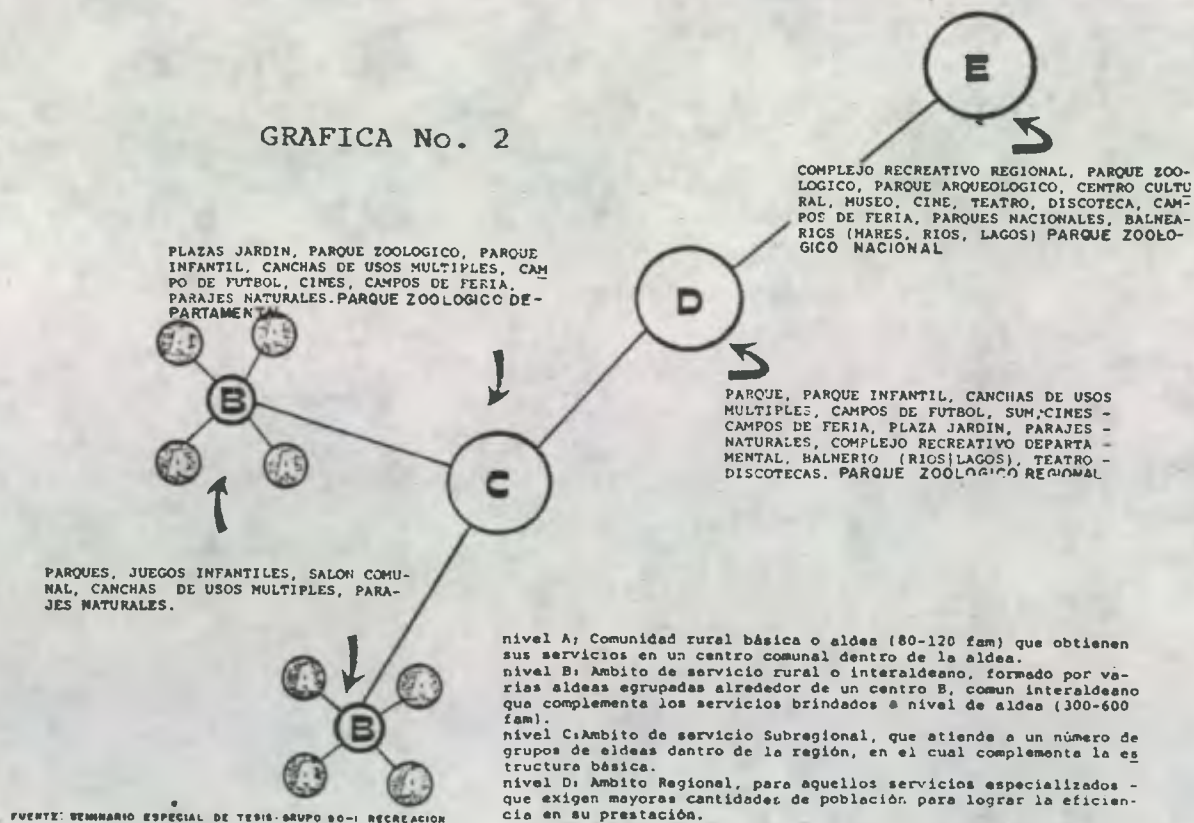 E
GRAFICA No. 2
COMPLEJO RECREATIVO REGIONAL, PARQUE ZOO-
LOGICO, PARQUE ARQUEOLOGICO, CENTRO CULTU
RAL, MUSEO, CINE, TEATRO, DISCOTECA, CAM-
POS DE FERIA, PARQUES NACIONALES, BALNEA-
RIOS (MARES, RIOS, LAGOS) PARQUE ZOOLO-
GICO NACIONAL
PLAZAS JARDIN, PARQUE ZOOLOGICO, PARQUE
INFANTIL, CANCHAS DE USOS MULTIPLES, CAM
PO DE FUTBOL, CINES, CAMPOS DE FERIA,
PARAJES NATURALES. PARQUE ZOOLOGICO DE-
PARTAMENTAL
D
A A
B
A A
PARQUE, PARQUE INFANTIL, CANCHAS DE USOS
MULTIPLES, CAMPOS DE FUTBOL, SUM, CINES -
CAMPOS DE FERIA, PLAZA JARDIN, PARAJES -
NATURALES, COMPLEJO RECREATIVO DEPARTA -
MENTAL, BALNERIO (RIOS|LAGOS), TEATRO -
DISCOTECAS. PARQUE ZOOLOGICO REGIONAL
C
PARQUES, JUEGOS INFANTILES, SALON COMU-
NAL, CANCHAS DE USOS MULTIPLES, PARA-
JES NATURALES.
A A
B
A A
nivel A; Comunidad rural básica o aldea (80-120 fam) que obtienen
sus servicios en un centro comunal dentro de la aldea.
nivel B: Ambito de servicio rural o interaldeano, formado por va-
rias aldeas egrupadas alrededor de un centro B, comun interaldeano
qua complementa los servicios brindados a nivel de aldea (300-600
fam).
nivel C:Ambito de servicio Subregional, que atiende a un número de
grupos de eldeas dantro de la región, en el cual complementa la es
tructura básica.
nivel D: Ambito Regional, para aquellos servicios especializados -
que exigen mayoras cantidades de población para lograr la eficien-
cia en su prestación.
FUENTE: SEMINARIO ESPECIAL DE TESIS- GRUPO 90-1 RECREACION